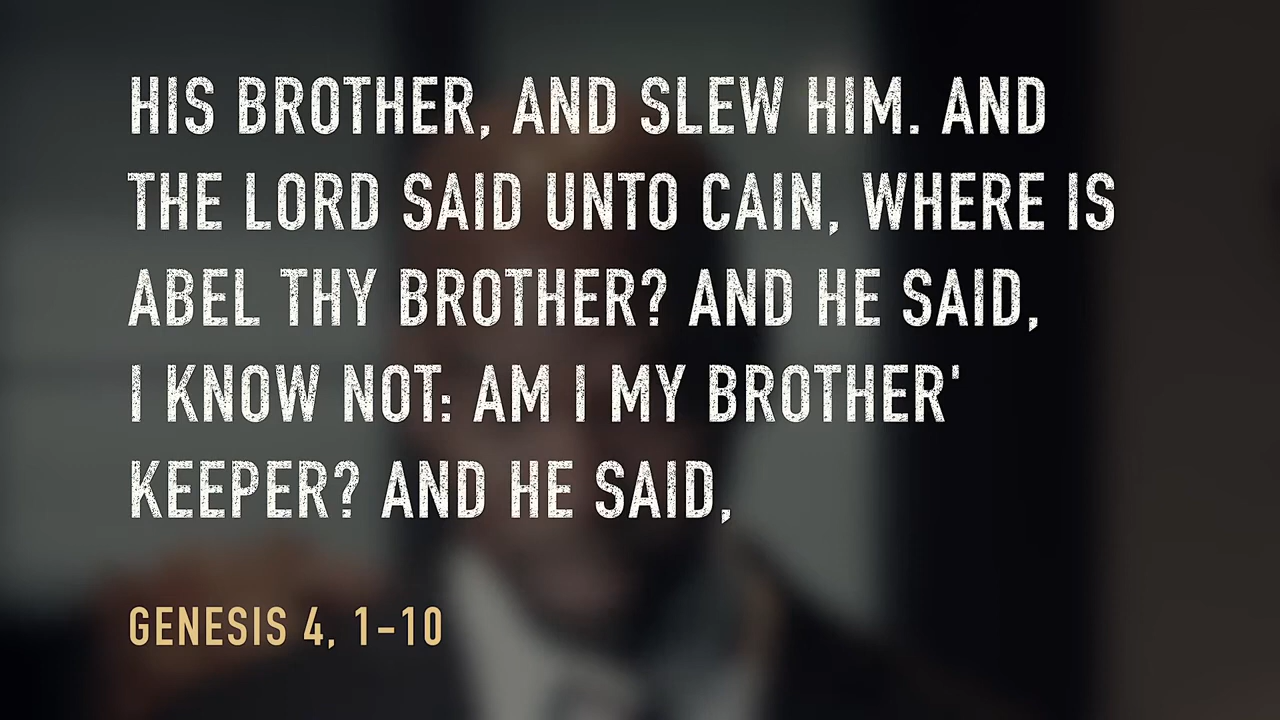 HIS BROTHER, AND SLEW HIM. AND
THE LORD SAID UNTO CAIN, WHERE IS
ABEL THY BROTHER? AND HE SAID,
I KNOW NOT: AM I MY BROTHER'
KEEPER? AND HE SAID,
GENESIS 4, 1-10